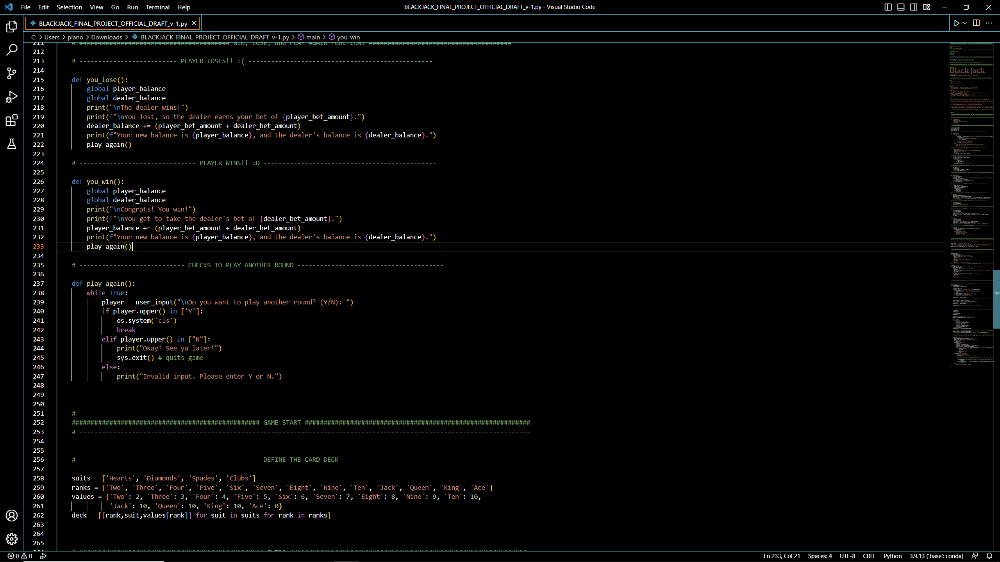 File Edit Selection View Go Run Terminal Help
BLACKJACK_FINAL_PROJECT_OFFICIAL_DRAFT_v-1.py - Visual Studio Code
BLACKJACK_FINAL_PROJECT_OFFICIAL_DRAFT_v-1.py
C: > Users > piano > Downloads > BLACKJACK_FINAL_PROJECT_OFFICIAL_DRAFT_v-1.py > main > you_win
211 # ######################################## WIN, LOSE, and PLAY AGAIN FUNCTIONS ######################################
212
213 # -------------------------- PLAYER LOSES!! :( -------------------------------------------------
214
215 def you_lose():
216 global player_balance
217 global dealer_balance
218 print("\nThe dealer wins!")
219 print(f"\nYou lost, so the dealer earns your bet of {player_bet_amount}.")
220 dealer_balance += (player_bet_amount + dealer_bet_amount)
221 print(f"Your new balance is {player_balance}, and the dealer's balance is {dealer_balance}.")
222 play_again()
223
224 # ------------------------------- PLAYER WINS!! :D ----------------------------------------------
225
226 def you_win():
227 global player_balance
228 global dealer_balance
229 print("\nCongrats! You win!")
230 print(f"\nYou get to take the dealer's bet of {dealer_bet_amount}.")
231 player_balance += (player_bet_amount + dealer_bet_amount)
232 print(f"Your new balance is {player_balance}, and the dealer's balance is {dealer_balance}.")
233 play_again()
234
235 # ---------------------------- CHECKS TO PLAY ANOTHER ROUND ---------------------------------------
236
237 def play_again():
238 while True:
239 player = user_input("\nDo you want to play another round? (Y/N): ")
240 if player.upper() in ['Y']:
241 os.system('cls')
242 break
243 elif player.upper() in ["N"]:
244 print("Okay! See ya later!")
245 sys.exit() # quits game
246 else:
247 print("Invalid input. Please enter Y or N.")
248
249
250
251 # ------------------------------------------------------------------------------------------------------------------------
252 ################################################## GAME START ############################################################
253 # ------------------------------------------------------------------------------------------------------------------------
254
255
256 # ------------------------------------------------ DEFINE THE CARD DECK -------------------------------------------------
257
258 suits = ['Hearts', 'Diamonds', 'Spades', 'Clubs']
259 ranks = ['Two', 'Three', 'Four', 'Five', 'Six', 'Seven', 'Eight', 'Nine', 'Ten', 'Jack', 'Queen', 'King', 'Ace']
260 values = {'Two': 2, 'Three': 3, 'Four': 4, 'Five': 5, 'Six': 6, 'Seven': 7, 'Eight': 8, 'Nine': 9, 'Ten': 10,
261 'Jack': 10, 'Queen': 10, 'King': 10, 'Ace': 0}
262 deck = [[rank,suit,values[rank]] for suit in suits for rank in ranks]
263
264
265
BlackJack
0 0
Ln 233, Col 21 Spaces: 4 UTF-8 CRLF Python 3.9.13 ('base': conda)